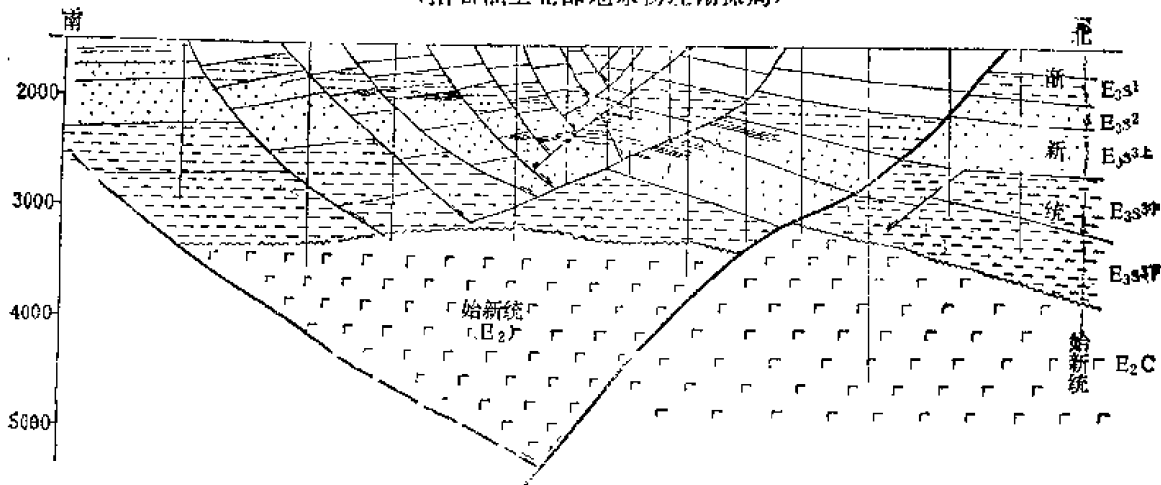 南
北
2000
3000
4000
5000
渐
新
统
E₃s¹
E₃s²
E₃s³上
E₃s³中
E₃s³下
始新统
(E₂)
始新统
E₂C